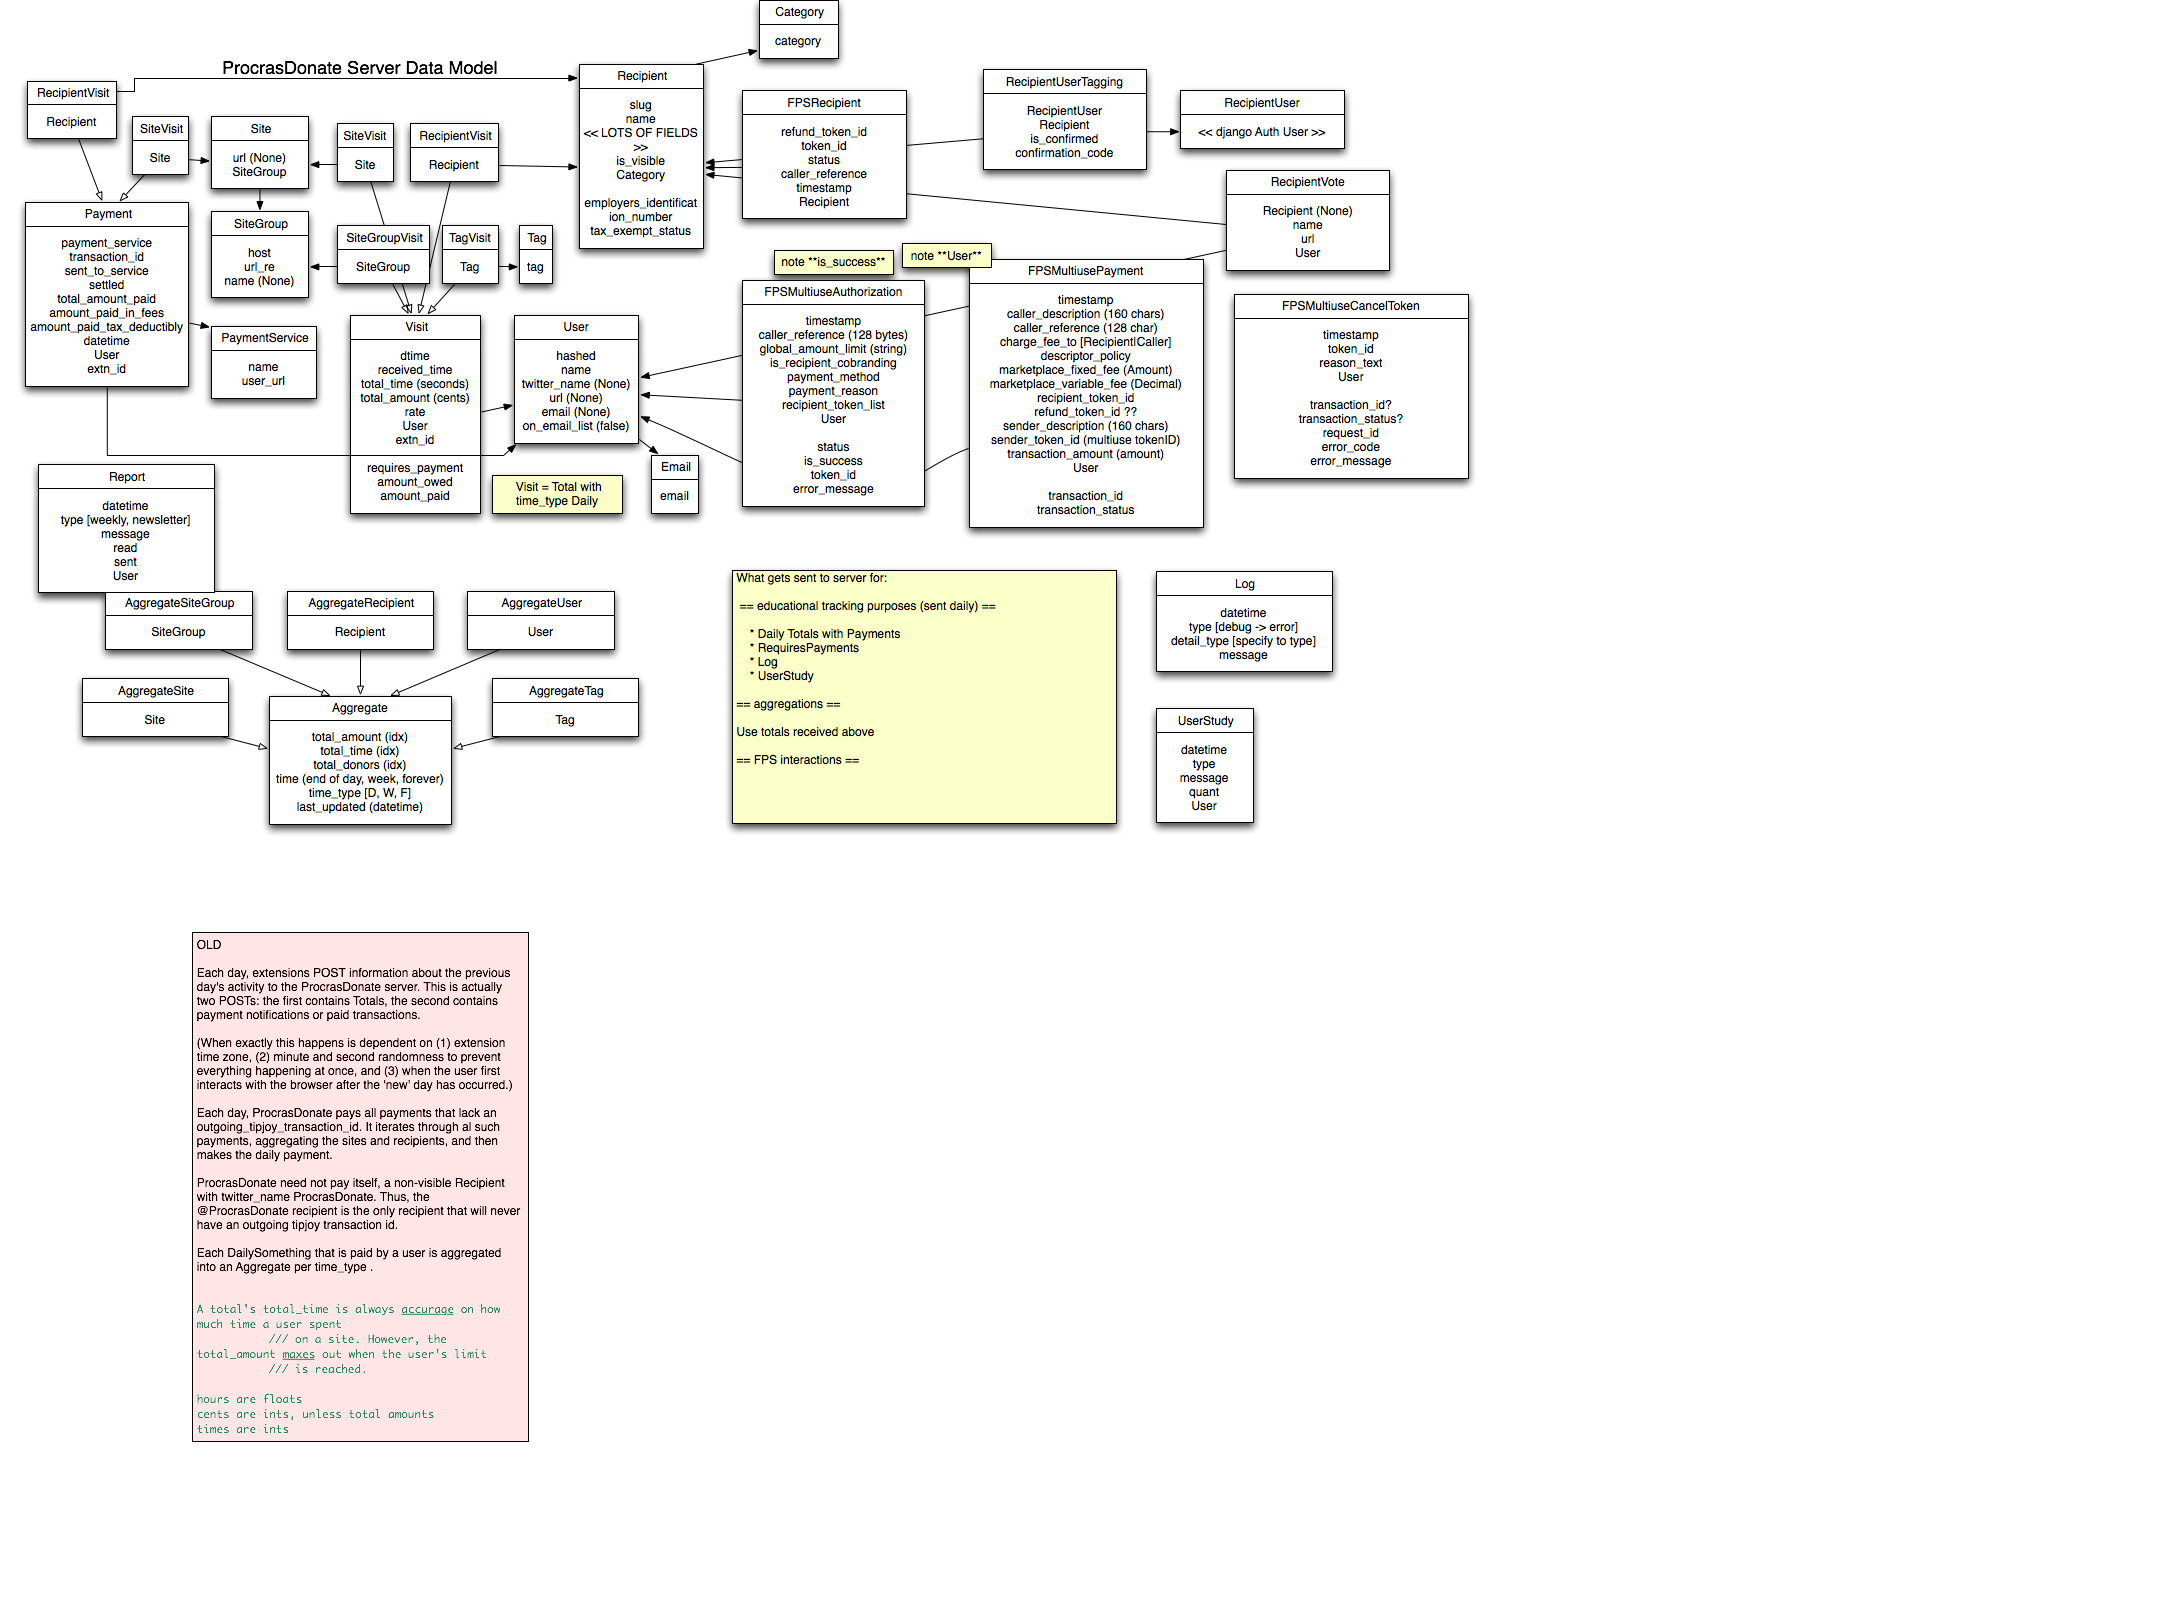 Category
category
ProcrasDonate Server Data Model
RecipientVisit
Recipient
SiteVisit
Site
Site
url (None)
SiteGroup
SiteVisit
Site
RecipientVisit
Recipient
Recipient
slug
name
<< LOTS OF FIELDS
>>
is_visible
Category
employers_identificat
ion_number
tax_exempt_status
FPSRecipient
refund_token_id
token_id
status
caller_reference
timestamp
Recipient
RecipientUserTagging
RecipientUser
Recipient
is_confirmed
confirmation_code
RecipientUser
<< django Auth User >>
RecipientVote
Recipient (None)
name
url
User
Payment
payment_service
transaction_id
sent_to_service
settled
total_amount_paid
amount_paid_in_fees
amount_paid_tax_deductibly
datetime
User
extn_id
SiteGroup
host
url_re
name (None)
SiteGroupVisit
SiteGroup
TagVisit
Tag
Tag
tag
PaymentService
name
user_url
Visit
dtime
received_time
total_time (seconds)
total_amount (cents)
rate
User
extn_id
requires_payment
amount_owed
amount_paid
User
hashed
name
twitter_name (None)
url (None)
email (None)
on_email_list (false)
Visit = Total with
time_type Daily
Email
email
note **is_success**
note **User**
FPSMultiuseAuthorization
timestamp
caller_reference (128 bytes)
global_amount_limit (string)
is_recipient_cobranding
payment_method
payment_reason
recipient_token_list
User
status
is_success
token_id
error_message
FPSMultiusePayment
timestamp
caller_description (160 chars)
caller_reference (128 char)
charge_fee_to [Recipient|Caller]
descriptor_policy
marketplace_fixed_fee (Amount)
marketplace_variable_fee (Decimal)
recipient_token_id
refund_token_id ??
sender_description (160 chars)
sender_token_id (multiuse tokenID)
transaction_amount (amount)
User
transaction_id
transaction_status
FPSMultiuseCancelToken
timestamp
token_id
reason_text
User
transaction_id?
transaction_status?
request_id
error_code
error_message
Report
datetime
type [weekly, newsletter]
message
read
sent
User
AggregateSiteGroup
SiteGroup
AggregateRecipient
Recipient
AggregateUser
User
AggregateSite
Site
Aggregate
total_amount (idx)
total_time (idx)
total_donors (idx)
time (end of day, week, forever)
time_type [D, W, F]
last_updated (datetime)
AggregateTag
Tag
What gets sent to server for:
== educational tracking purposes (sent daily) ==
* Daily Totals with Payments
* RequiresPayments
* Log
* UserStudy
== aggregations ==
Use totals received above
== FPS interactions ==
Log
datetime
type [debug -> error]
detail_type [specify to type]
message
UserStudy
datetime
type
message
quant
User
OLD
Each day, extensions POST information about the previous
day's activity to the ProcrasDonate server. This is actually
two POSTs: the first contains Totals, the second contains
payment notifications or paid transactions.
(When exactly this happens is dependent on (1) extension
time zone, (2) minute and second randomness to prevent
everything happening at once, and (3) when the user first
interacts with the browser after the 'new' day has occurred.)
Each day, ProcrasDonate pays all payments that lack an
outgoing_tipjoy_transaction_id. It iterates through al such
payments, aggregating the sites and recipients, and then
makes the daily payment.
ProcrasDonate need not pay itself, a non-visible Recipient
with twitter_name ProcrasDonate. Thus, the
@ProcrasDonate recipient is the only recipient that will never
have an outgoing tipjoy transaction id.
Each DailySomething that is paid by a user is aggregated
into an Aggregate per time_type .
A total's total_time is always accurage on how
much time a user spent
/// on a site. However, the
total_amount maxes out when the user's limit
/// is reached.
hours are floats
cents are ints, unless total amounts
times are ints